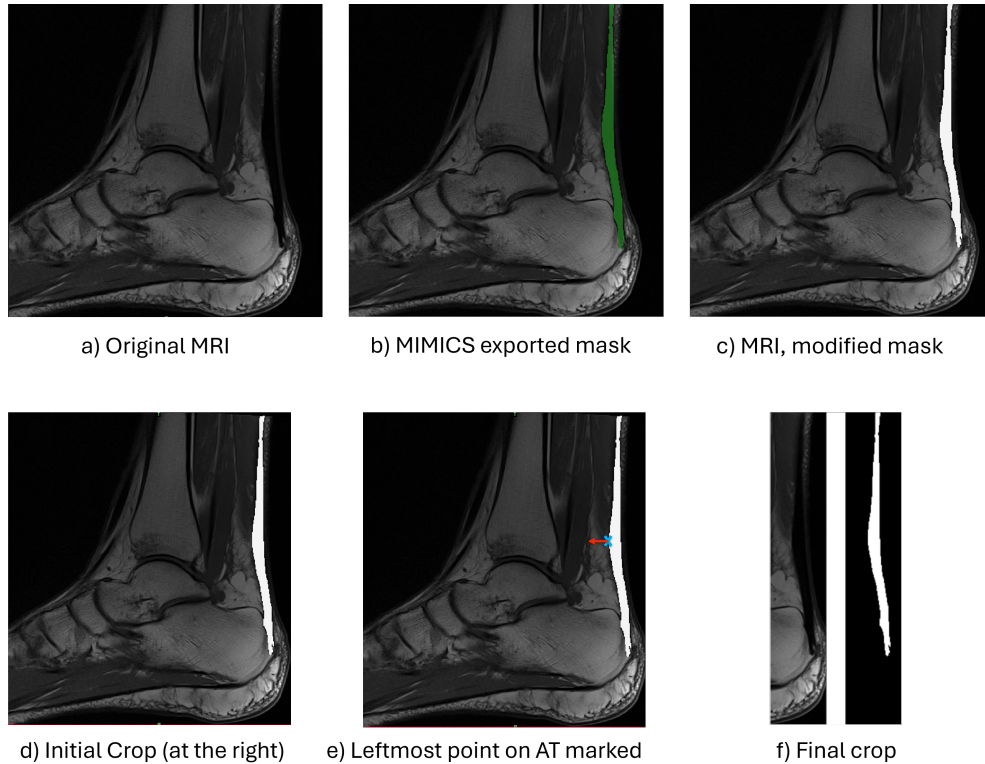 a) Original MRI
b) MIMICS exported mask
c) MRI, modified mask
d) Initial Crop (at the right)
e) Leftmost point on AT marked
f) Final crop